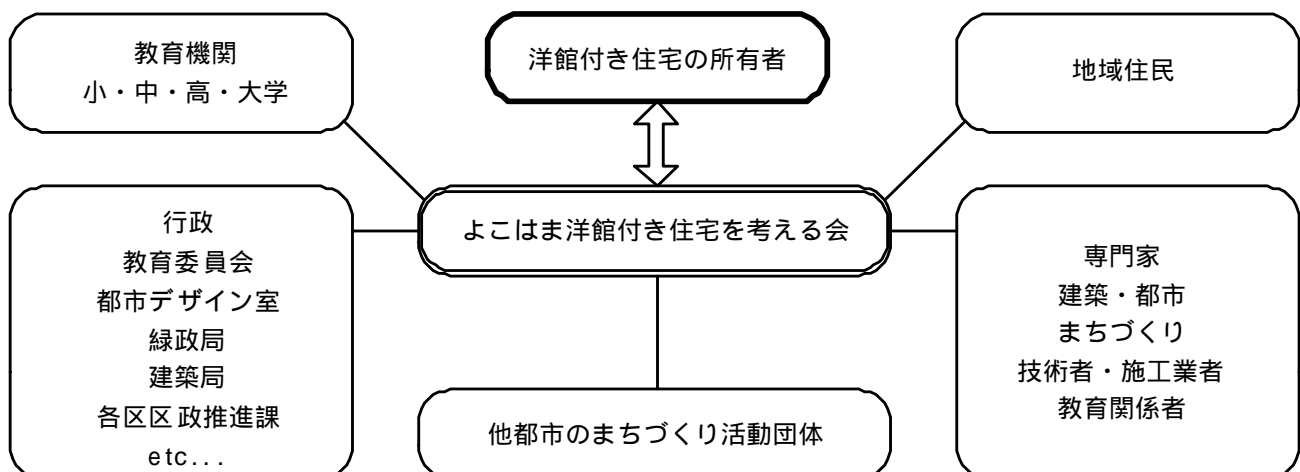 教育機関
小・中・高・大学
洋館付き住宅の所有者
地域住民
よこはま洋館付き住宅を考える会
行政
教育委員会
都市デザイン室
緑政局
建築局
各区区政推進課
etc...
専門家
建築・都市
まちづくり
技術者・施工業者
教育関係者
他都市のまちづくり活動団体